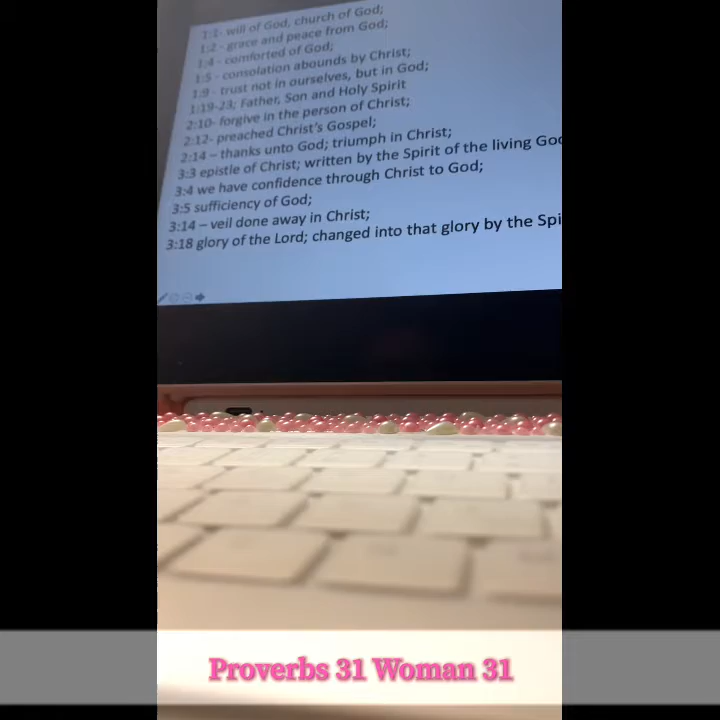 1:1- will of God, church of God;
1:2 - grace and peace from God;
1:4 - comforted of God;
1:5 - consolation abounds by Christ;
1:9 - trust not in ourselves, but in God;
1:19-23; Father, Son and Holy Spirit
2:10- forgive in the person of Christ;
2:12- preached Christ's Gospel;
2:14 – thanks unto God; triumph in Christ;
3:3 epistle of Christ; written by the Spirit of the living Go
3:4 we have confidence through Christ to God;
3:5 sufficiency of God;
3:14 – veil done away in Christ;
3:18 glory of the Lord; changed into that glory by the Spi
Proverbs 31 Woman 31